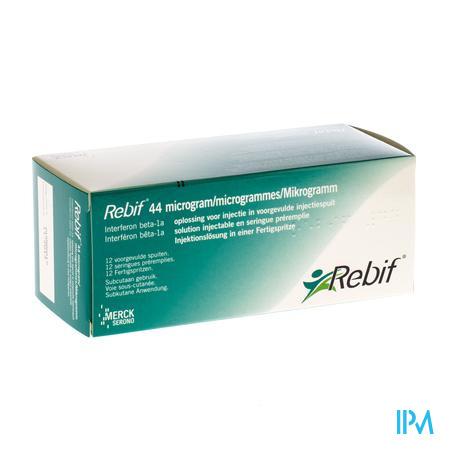 Rebif®
Rebif® 44 microgram/microgrammes/Mikrogramm
Interferon beta-1a
Interféron bêta-1a
oplossing voor injectie in voorgevulde injectiespuit
solution injectable en seringue préremplie
Injektionslösung in einer Fertigspritze
12 voorgevulde spuiten.
12 seringues préremplies.
12 Fertigspritzen.
Subcutaan gebruik.
Voie sous-cutanée.
Subkutane Anwendung.
Rebif®
MERCK
SERONO
Rebif®
IPM